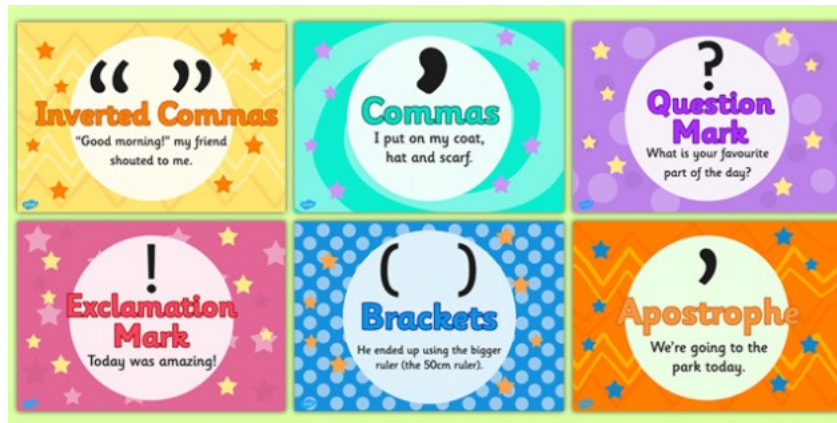 “ ”
Inverted Commas
“Good morning!” my friend
shouted to me.
,
Commas
I put on my coat,
hat and scarf.
?
Question
Mark
What is your favourite
part of the day?
!
Exclamation
Mark
Today was amazing!
( )
Brackets
He ended up using the bigger
ruler (the 50cm ruler).
’
Apostrophe
We’re going to the
park today.